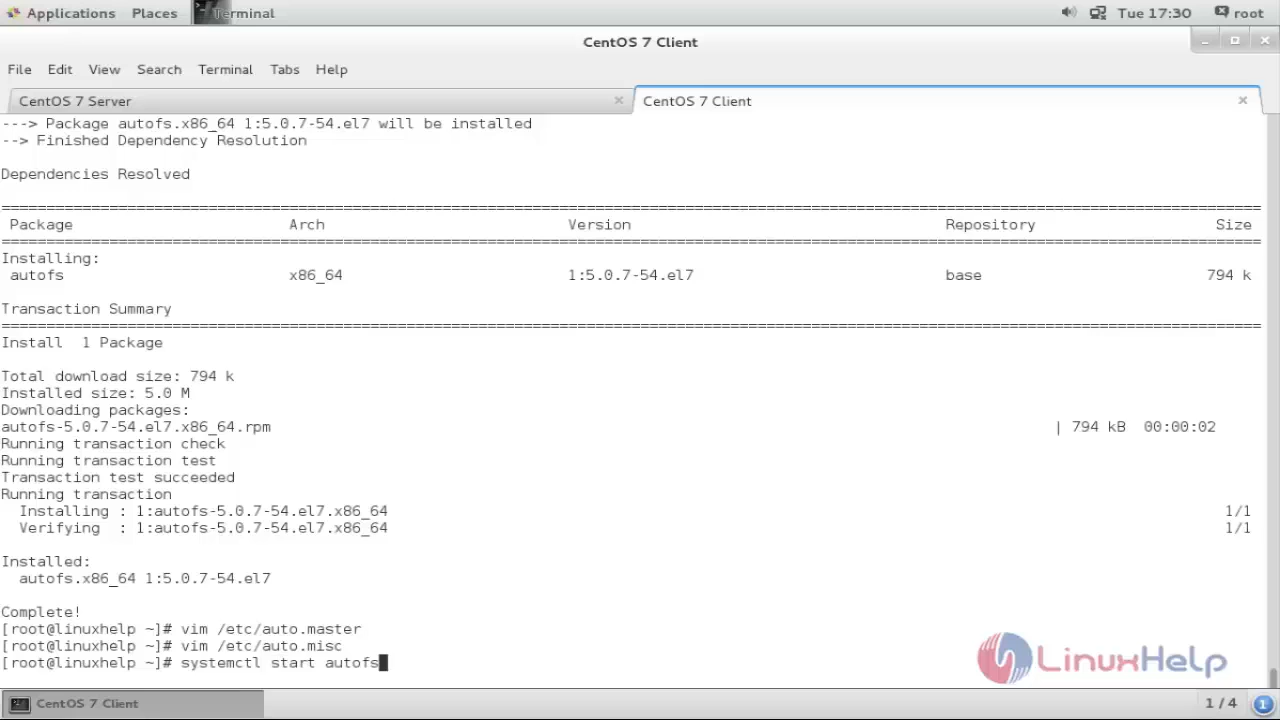 Applications Places Terminal Tue 17:30 root
CentOS 7 Client
File Edit View Search Terminal Tabs Help
CentOS 7 Server CentOS 7 Client
---> Package autofs.x86_64 1:5.0.7-54.el7 will be installed
--> Finished Dependency Resolution
Dependencies Resolved
================================================================================
Package Arch Version Repository Size
================================================================================
Installing:
autofs x86_64 1:5.0.7-54.el7 base 794 k
Transaction Summary
================================================================================
Install 1 Package
Total download size: 794 k
Installed size: 5.0 M
Downloading packages:
autofs-5.0.7-54.el7.x86_64.rpm | 794 kB 00:00:02
Running transaction check
Running transaction test
Transaction test succeeded
Running transaction
Installing : 1:autofs-5.0.7-54.el7.x86_64 1/1
Verifying : 1:autofs-5.0.7-54.el7.x86_64 1/1
Installed:
autofs.x86_64 1:5.0.7-54.el7
Complete!
[root@linuxhelp ~]# vim /etc/auto.master
[root@linuxhelp ~]# vim /etc/auto.misc
[root@linuxhelp ~]# systemctl start autofs
LinuxHelp
CentOS 7 Client 1 / 4 1